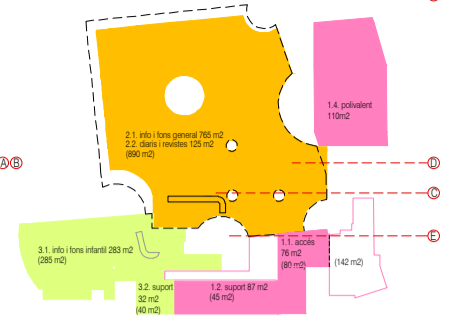 1.4. polivalent
110m2
2.1. info i fons general 765 m2
2.2. diaris i revistes 125 m2
(890 m2)
A B
D
C
E
3.1. info i fons infantil 283 m2
(285 m2)
1.1. accés
76 m2
(80 m2)
(142 m2)
3.2. suport
32 m2
(40 m2)
1.2. suport 87 m2
(45 m2)